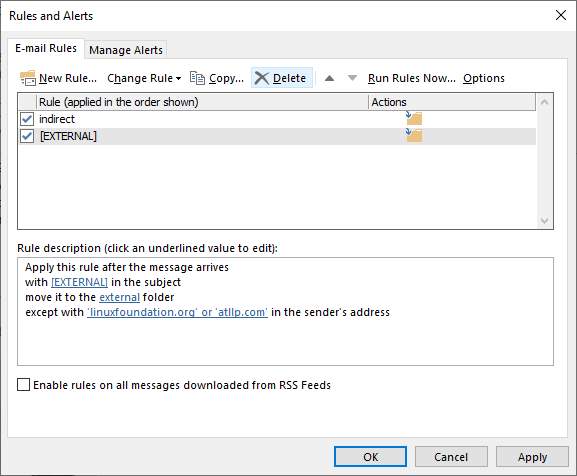 Rules and Alerts
E-mail Rules Manage Alerts
New Rule... Change Rule Copy... Delete Run Rules Now... Options
Rule (applied in the order shown) Actions
indirect
[EXTERNAL]
Rule description (click an underlined value to edit):
Apply this rule after the message arrives
with [EXTERNAL] in the subject
move it to the external folder
except with 'linuxfoundation.org' or 'atllp.com' in the sender's address
Enable rules on all messages downloaded from RSS Feeds
OK Cancel Apply